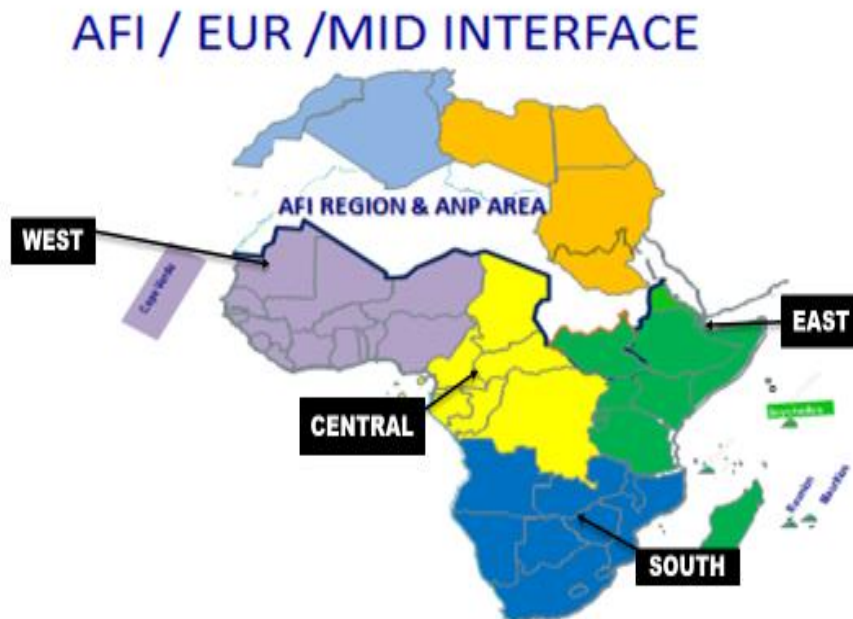 AFI / EUR /MID INTERFACE
AFI REGION & ANP AREA
WEST
Cape Verde
EAST
CENTRAL
Seychelles
Reunion
Mauritius
SOUTH